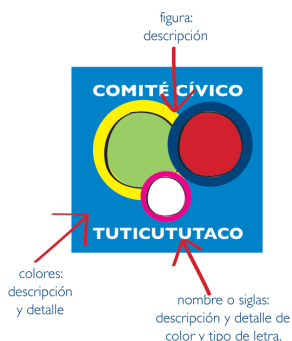 figura:
descripción
COMITÉ CÍVICO
TUTICUTUTACO
colores:
descripción
y detalle
nombre o siglas:
descripción y detalle de
color y tipo de letra.